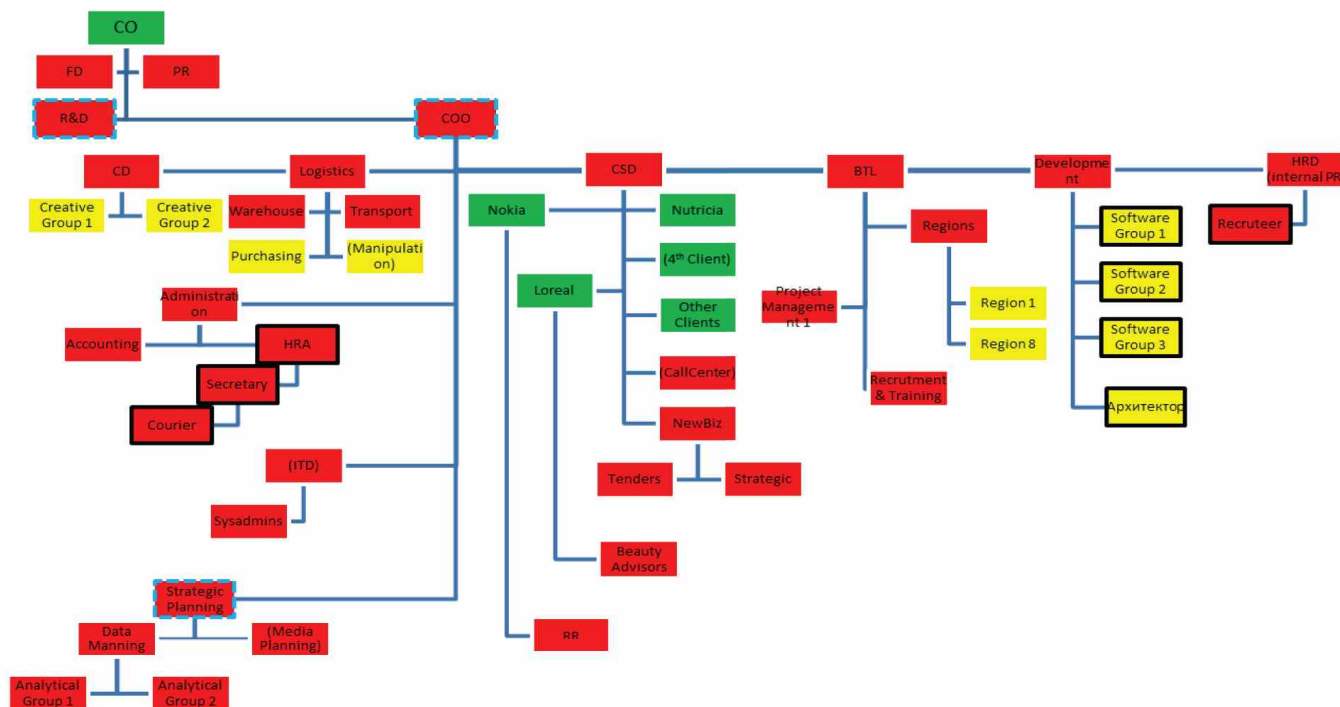 CO
FD
PR
R&D
COO
CD
Logistics
CSD
BTL
Developme
nt
HRD
(internal PR
Creative
Group 1
Creative
Group 2
Warehouse
Transport
Purchasing
(Manipulati
on)
Nokia
Nutricia
Regions
Software
Group 1
Recruteer
(4th Client)
Software
Group 2
Loreal
Other
Clients
Project
Manageme
nt 1
Region 1
Region 8
Software
Group 3
Administrat
ion
Accounting
HRA
Secretary
Courier
(CallCenter)
Recrutment
& Training
Архитектор
NewBiz
(ITD)
Tenders
Strategic
Sysadmins
Beauty
Advisors
Strategic
Planning
RR
Data
Manning
(Media
Planning)
Analytical
Group 1
Analytical
Group 2